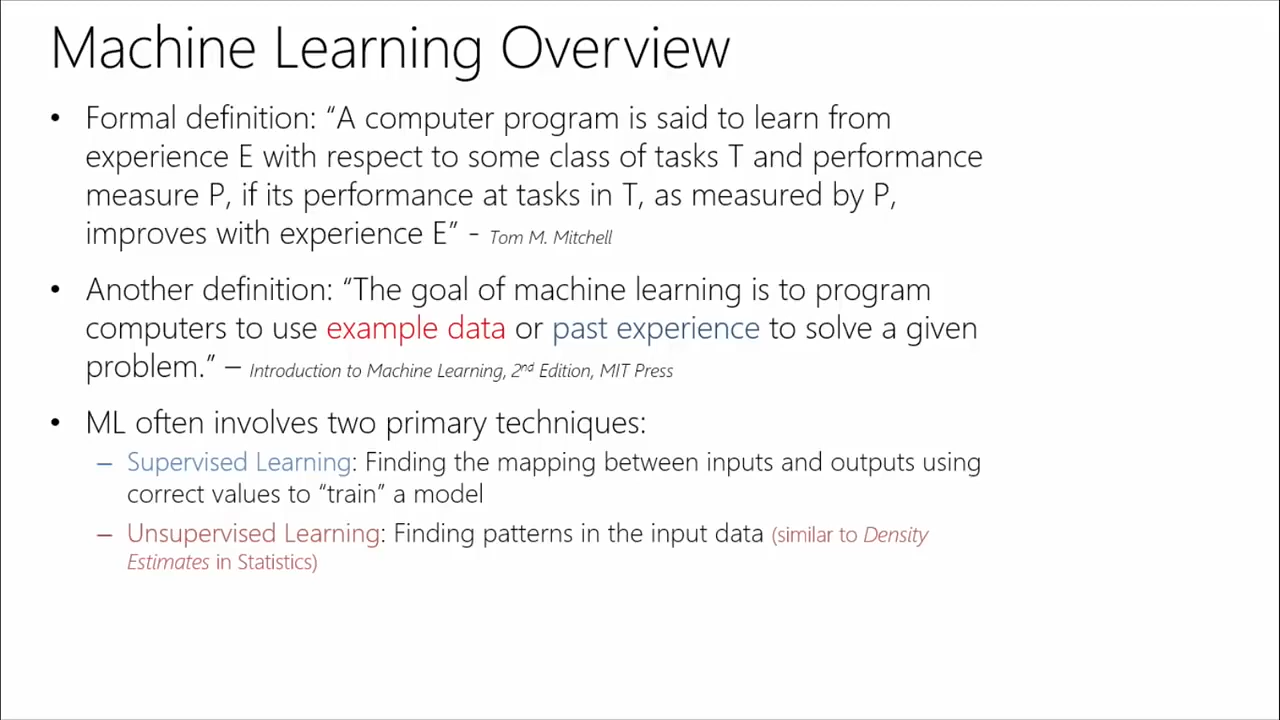 Machine Learning Overview
• Formal definition: “A computer program is said to learn from
experience E with respect to some class of tasks T and performance
measure P, if its performance at tasks in T, as measured by P,
improves with experience E” - Tom M. Mitchell
• Another definition: “The goal of machine learning is to program
computers to use example data or past experience to solve a given
problem.” – Introduction to Machine Learning, 2nd Edition, MIT Press
• ML often involves two primary techniques:
– Supervised Learning: Finding the mapping between inputs and outputs using
correct values to “train” a model
– Unsupervised Learning: Finding patterns in the input data (similar to Density
Estimates in Statistics)